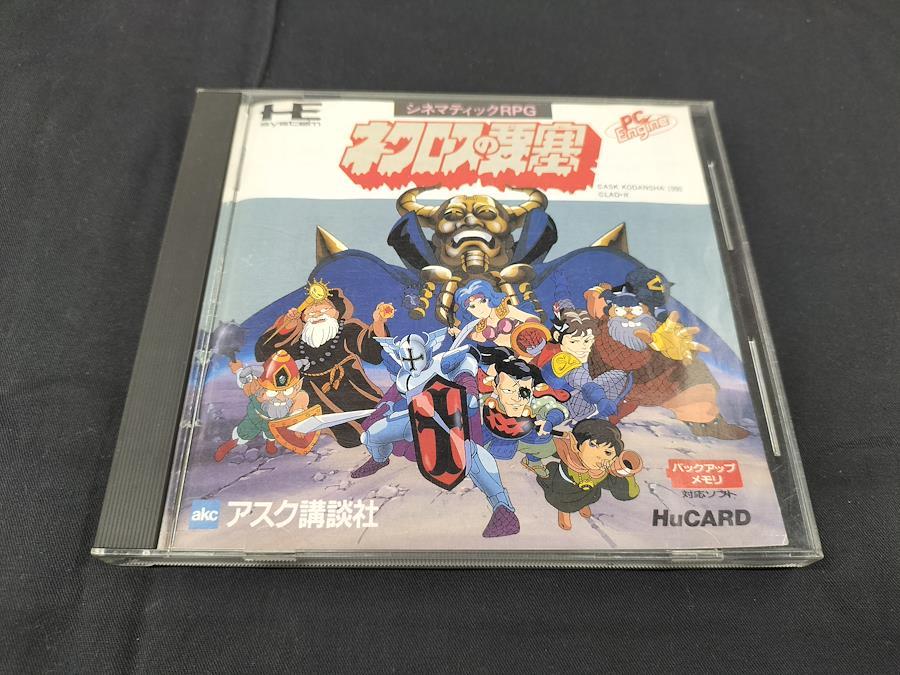 HE
system
シネマティックRPG
ネクロスの要塞
PC
Engine
©ASK KODANSHA 1990
©LAD・R
バックアップ
メモリ
対応ソフト
HuCARD
akc アスク講談社